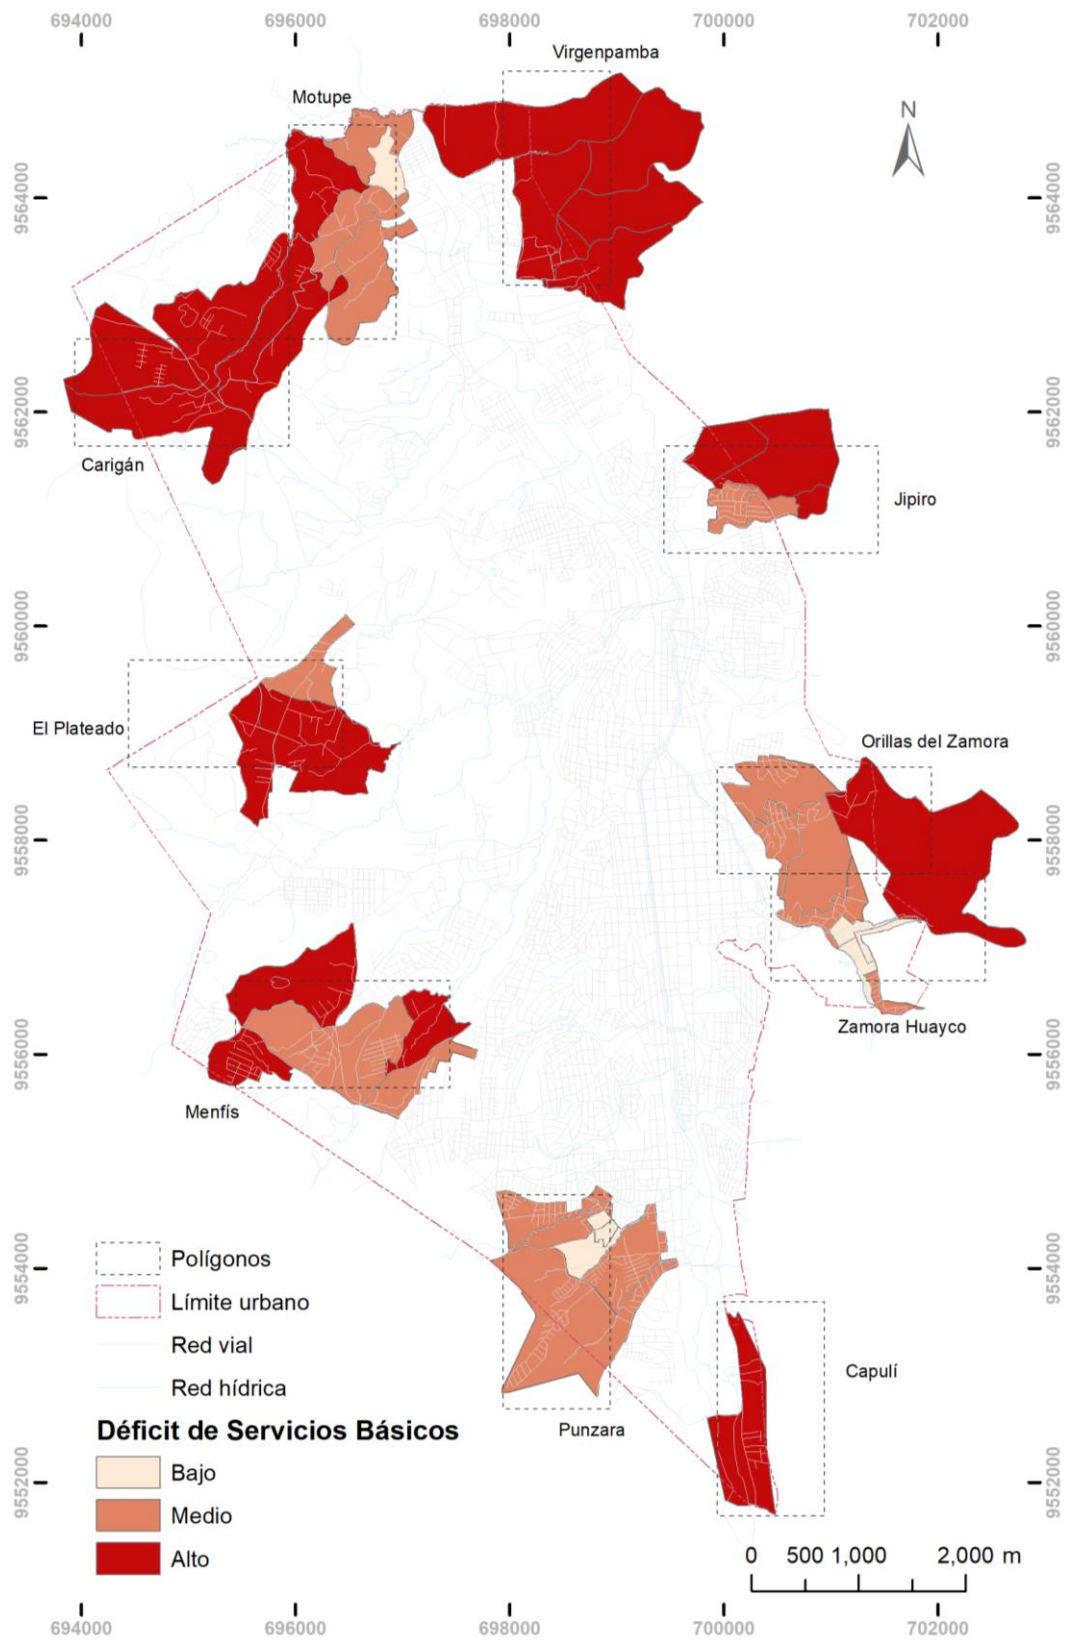 694000 696000 698000 700000 702000
Virgenpamba
Motupe
N
9564000 9564000
9562000 9562000
Carigán
Jipiro
9560000 9560000
El Plateado
Orillas del Zamora
9558000 9558000
Zamora Huayco
9556000 9556000
Menfís
9554000 9554000
Polígonos
Límite urbano
Red vial
Capulí
Red hídrica
Punzara
Déficit de Servicios Básicos
9552000 9552000
Bajo
Medio
Alto
0 500 1,000 2,000 m
694000 696000 698000 700000 702000